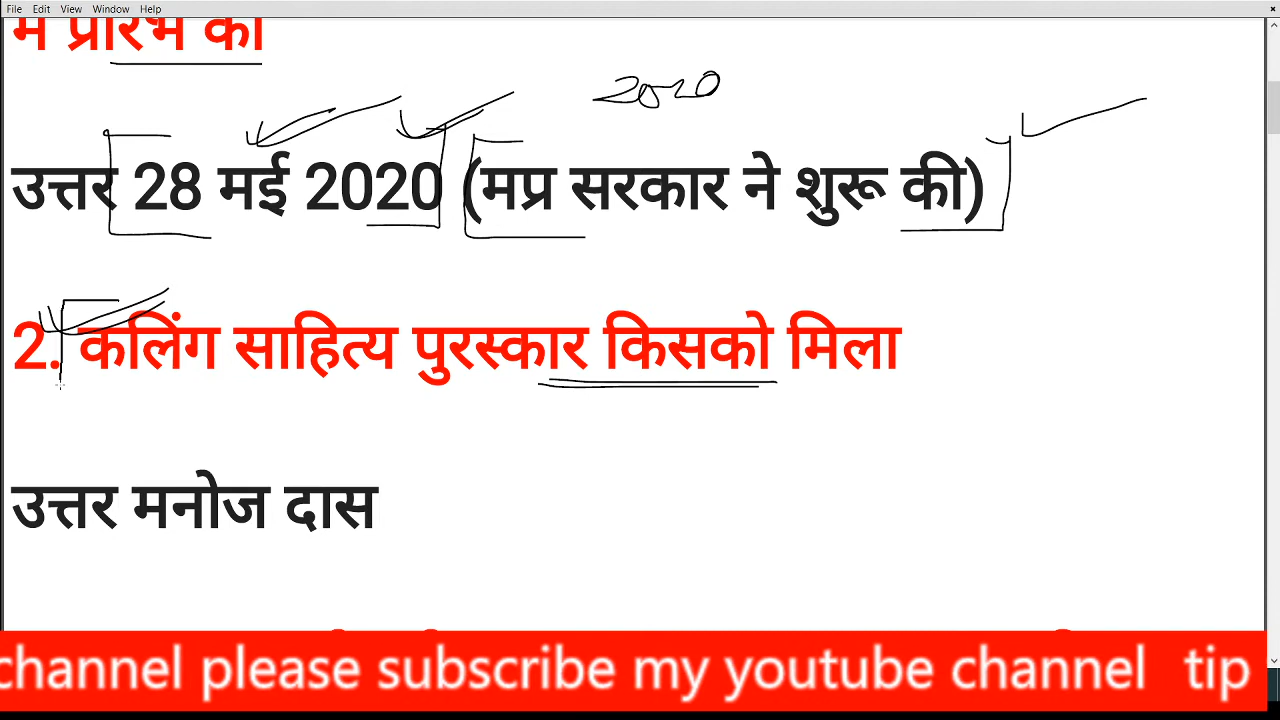 File Edit View Window Help
में प्रारंभ की
2020
उत्तर 28 मई 2020 (मप्र सरकार ने शुरू की)
2. कलिंग साहित्य पुरस्कार किसको मिला
उत्तर मनोज दास
channel please subscribe my youtube channel tip